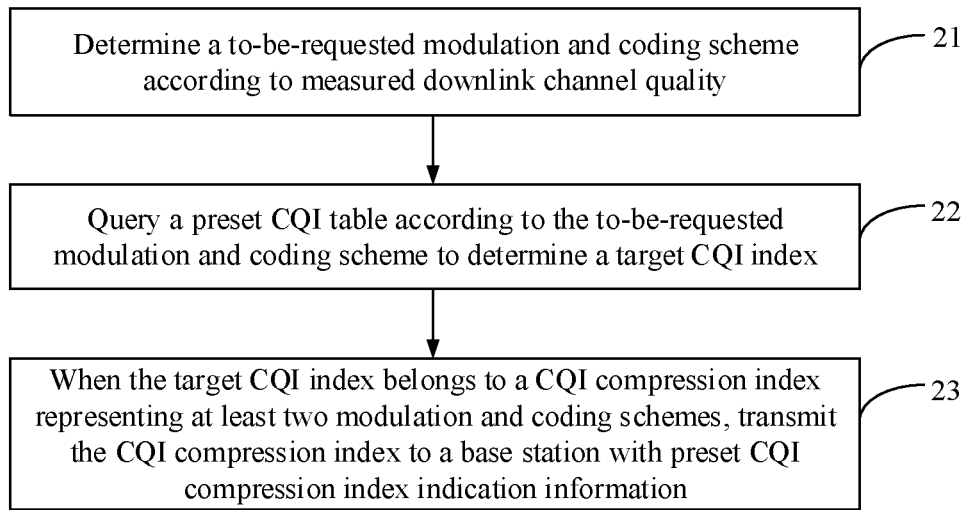 Determine a to-be-requested modulation and coding scheme
according to measured downlink channel quality
21
Query a preset CQI table according to the to-be-requested
modulation and coding scheme to determine a target CQI index
22
When the target CQI index belongs to a CQI compression index
representing at least two modulation and coding schemes, transmit
the CQI compression index to a base station with preset CQI
compression index indication information
23